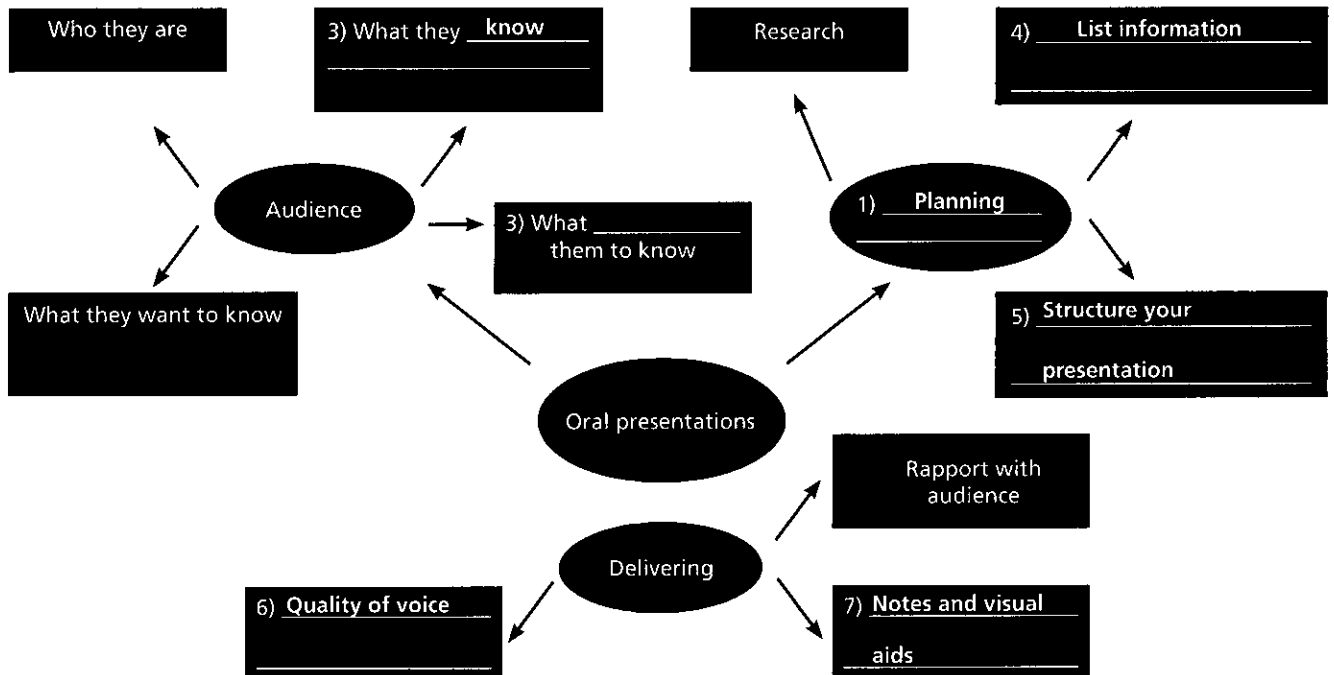 Who they are
3) What they know
Research
4) List information
Audience
1) Planning
3) What ________
them to know
What they want to know
5) Structure your
presentation
Oral presentations
Rapport with
audience
Delivering
6) Quality of voice
7) Notes and visual
aids